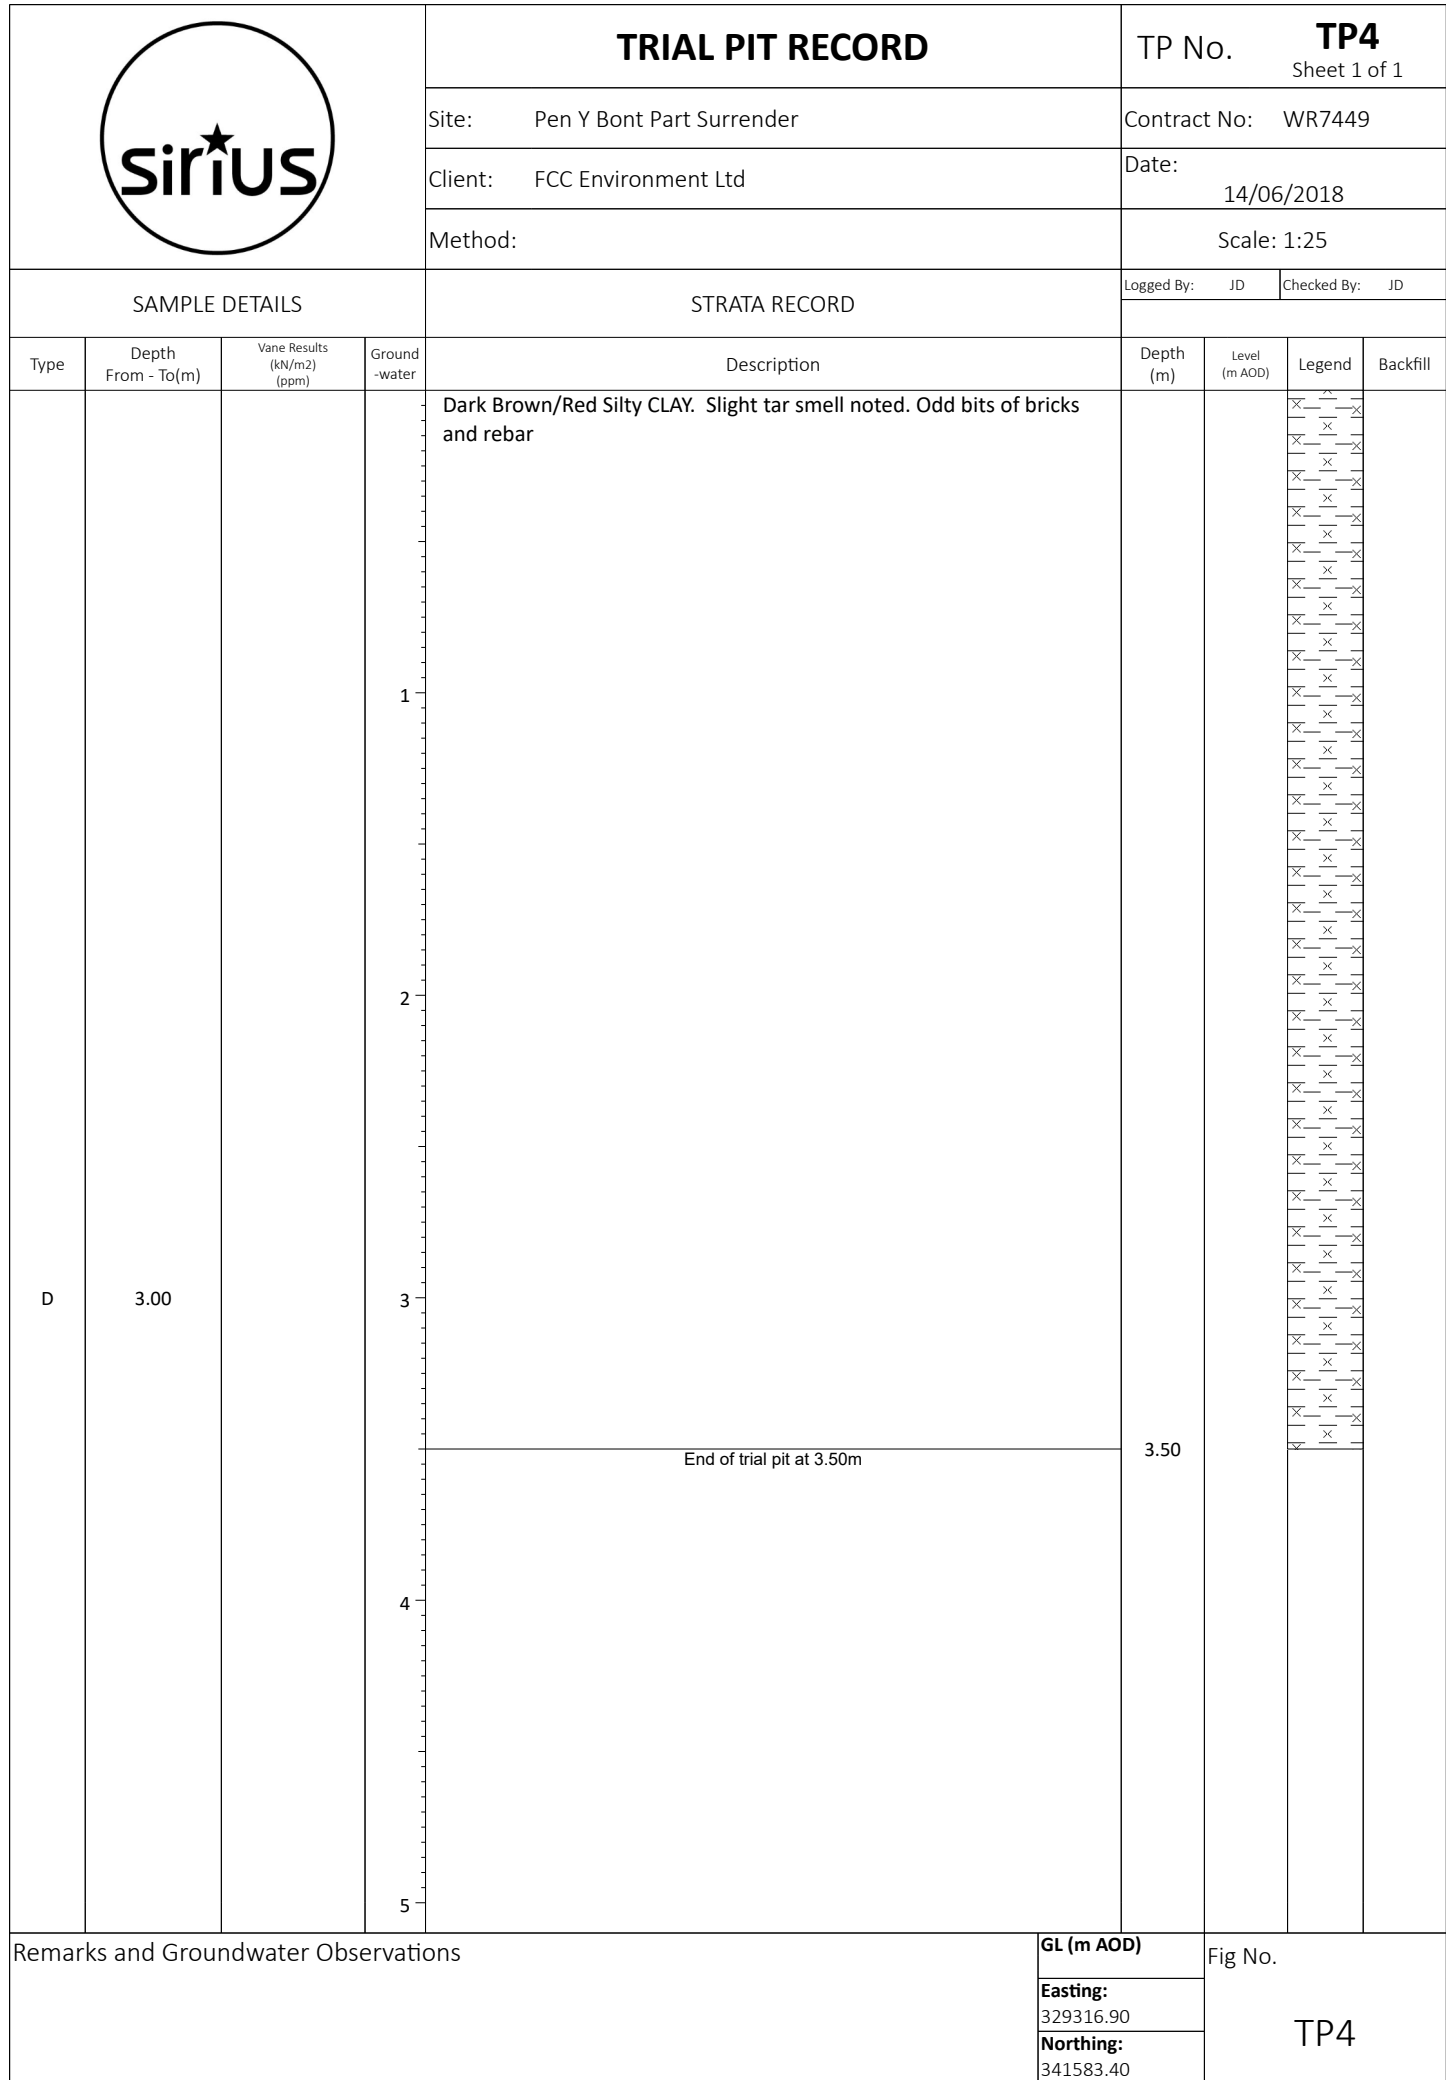 sirius
TRIAL PIT RECORD
TP No. TP4
Sheet 1 of 1
Site: Pen Y Bont Part Surrender
Contract No: WR7449
Client: FCC Environment Ltd
Date:
14/06/2018
Method:
Scale: 1:25
SAMPLE DETAILS
STRATA RECORD
Logged By: JD Checked By: JD
Type
Depth
From - To(m)
Vane Results
(kN/m2)
(ppm)
Ground
-water
Description
Depth
(m)
Level
(m AOD)
Legend
Backfill
Dark Brown/Red Silty CLAY.  Slight tar smell noted. Odd bits of bricks
and rebar
1
2
D 3.00 3
End of trial pit at 3.50m
3.50
4
5
Remarks and Groundwater Observations
GL (m AOD)
Easting:
329316.90
Northing:
341583.40
Fig No.
TP4